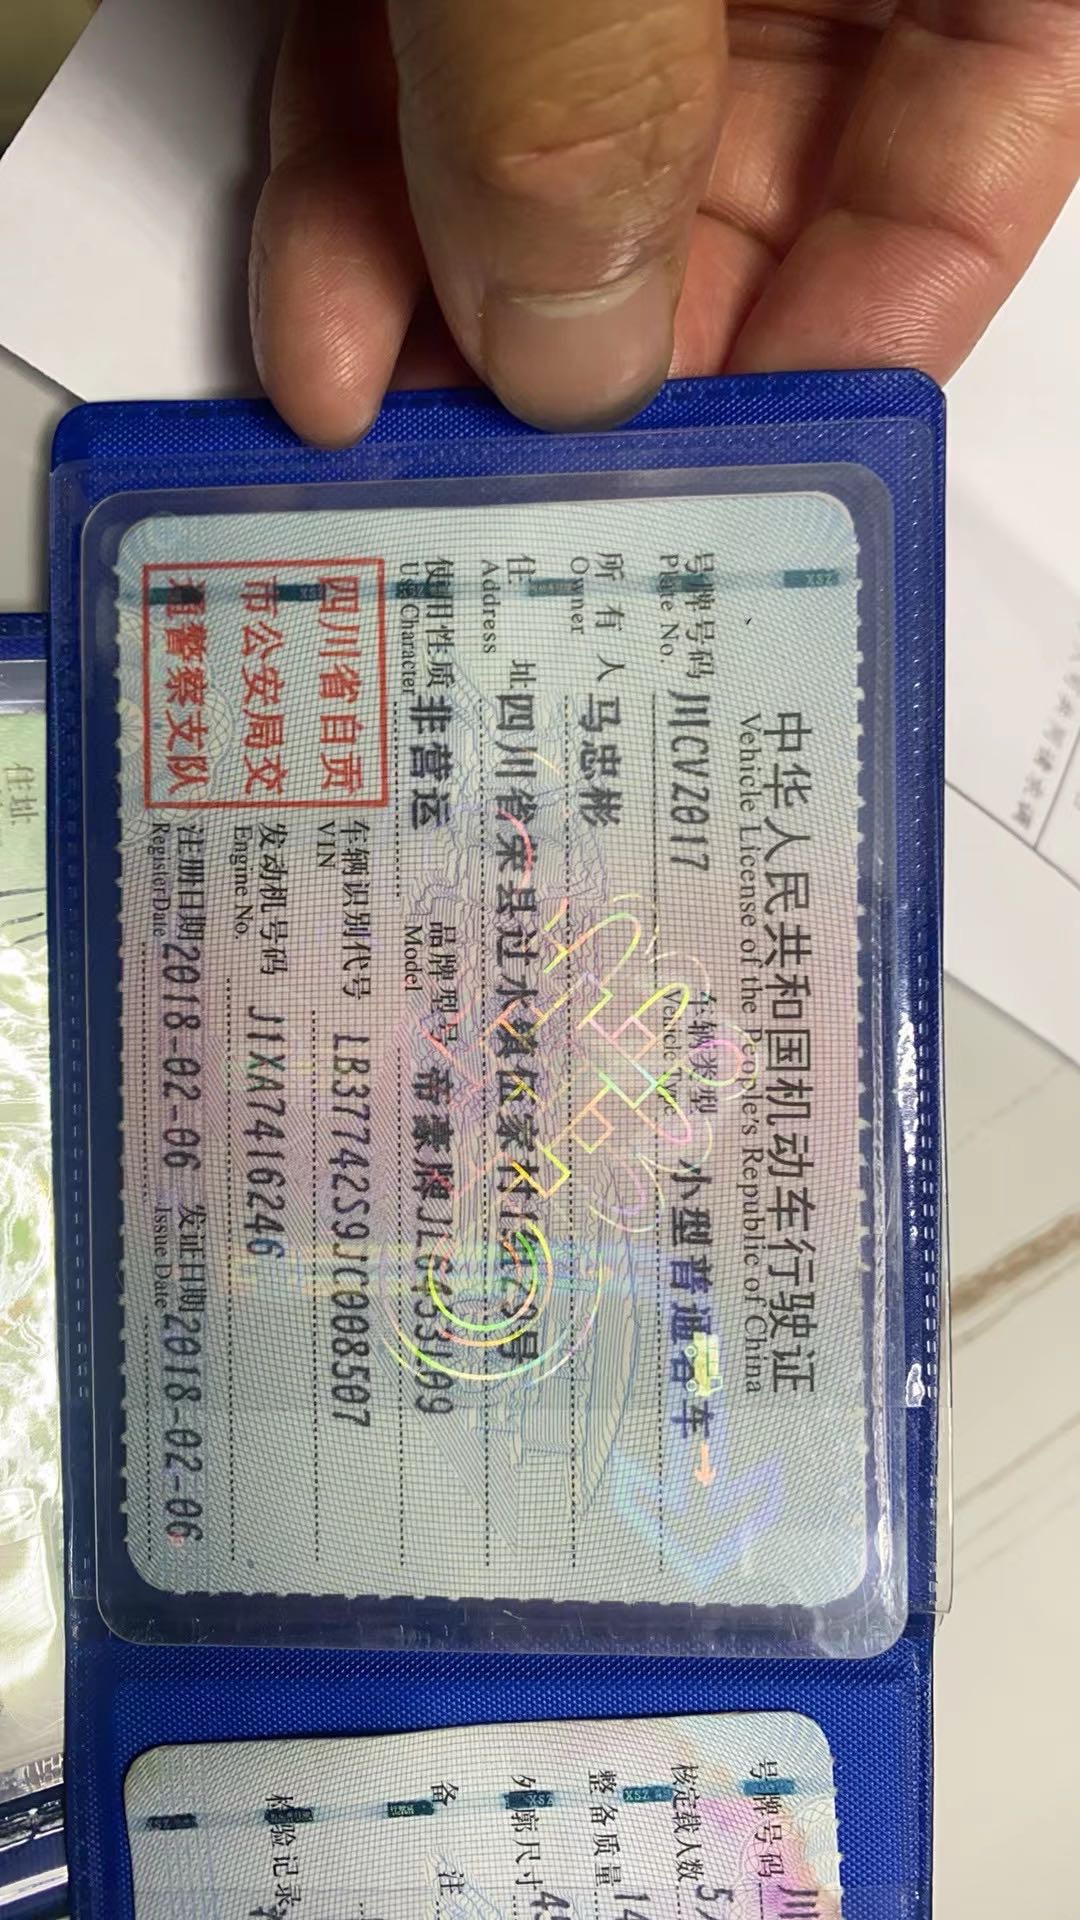 中华人民共和国机动车行驶证
Vehicle License of the People's Republic of China
号牌号码 川CVZ017 车辆类型 小型普通客车
Plate No. Vehicle Type
所有人 马忠彬
Owner
住址 四川省荣县过水镇伍家村
Address
使用性质 非营运 品牌型号 帝豪牌
Use Character Model
四川省自贡
市公安局交
通警察支队
车辆识别代号 LB37742S9JC008507
VIN
发动机号码 J1XA7416246
Engine No.
注册日期 2018-02-06 发证日期 2018-02-06
Register Date Issue Date
号牌号码 川
核定载人数 5
整备质量 14
外廓尺寸 45
备注
检验记录
住址